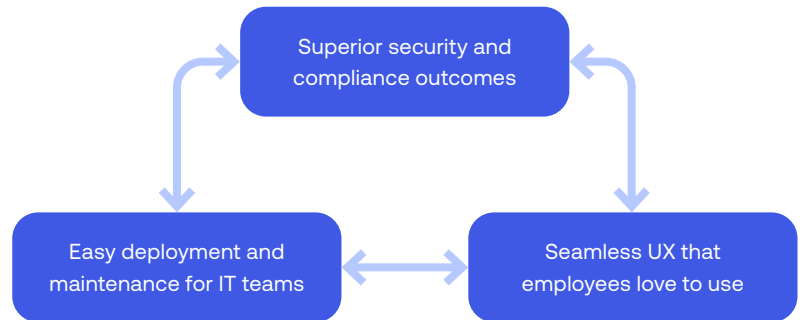 Superior security and
compliance outcomes
Easy deployment and
maintenance for IT teams
Seamless UX that
employees love to use